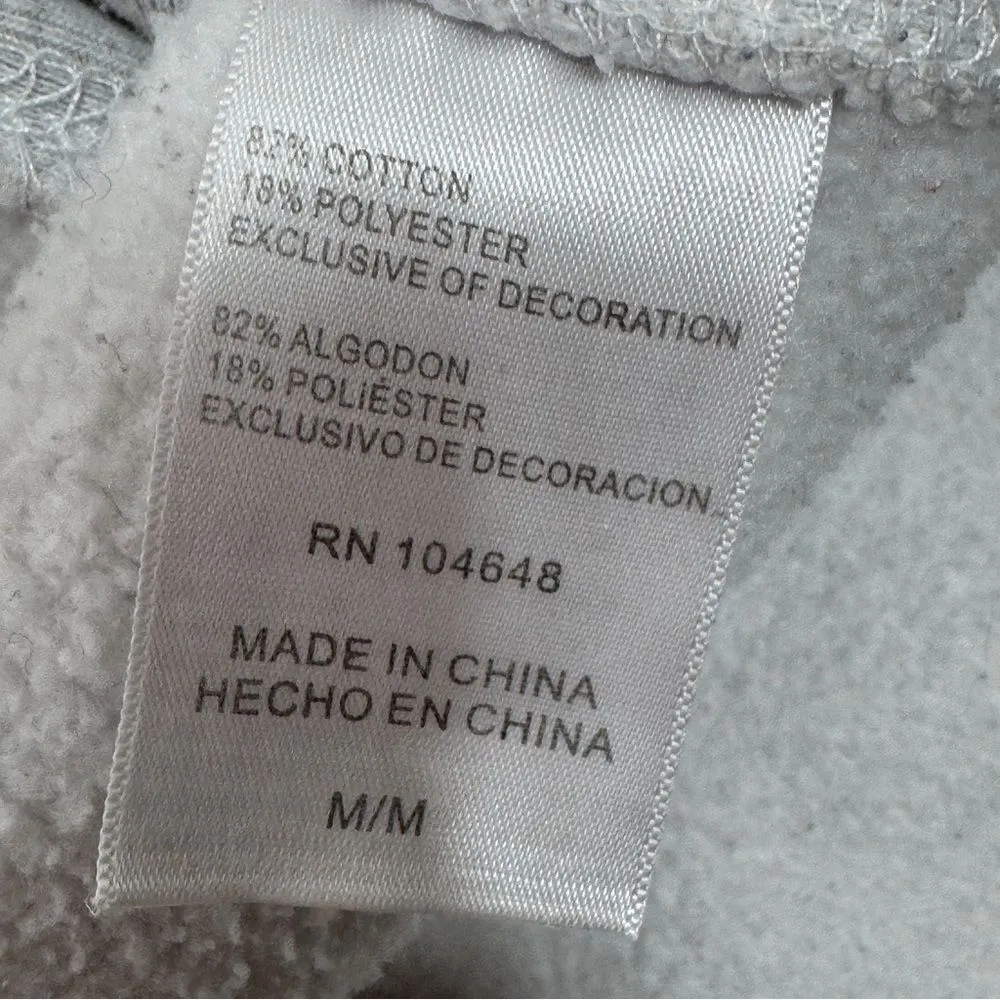 82% COTTON
18% POLYESTER
EXCLUSIVE OF DECORATION
82% ALGODON
18% POLIÉSTER
EXCLUSIVO DE DECORACION
RN 104648
MADE IN CHINA
HECHO EN CHINA
M/M